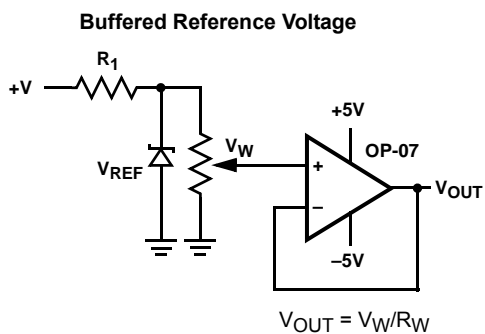 Buffered Reference Voltage
R1
+V
+5V
VW
OP-07
VREF
+
–
VOUT
–5V
VOUT = VW/RW